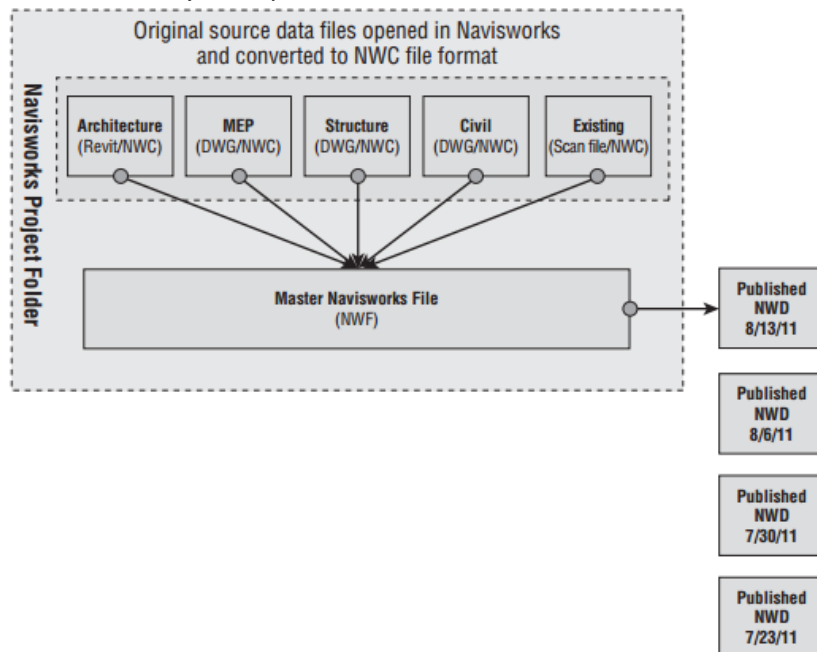 Original source data files opened in Navisworks
and converted to NWC file format
Navisworks Project Folder
Architecture
(Revit/NWC)
MEP
(DWG/NWC)
Structure
(DWG/NWC)
Civil
(DWG/NWC)
Existing
(Scan file/NWC)
Master Navisworks File
(NWF)
Published
NWD
8/13/11
Published
NWD
8/6/11
Published
NWD
7/30/11
Published
NWD
7/23/11